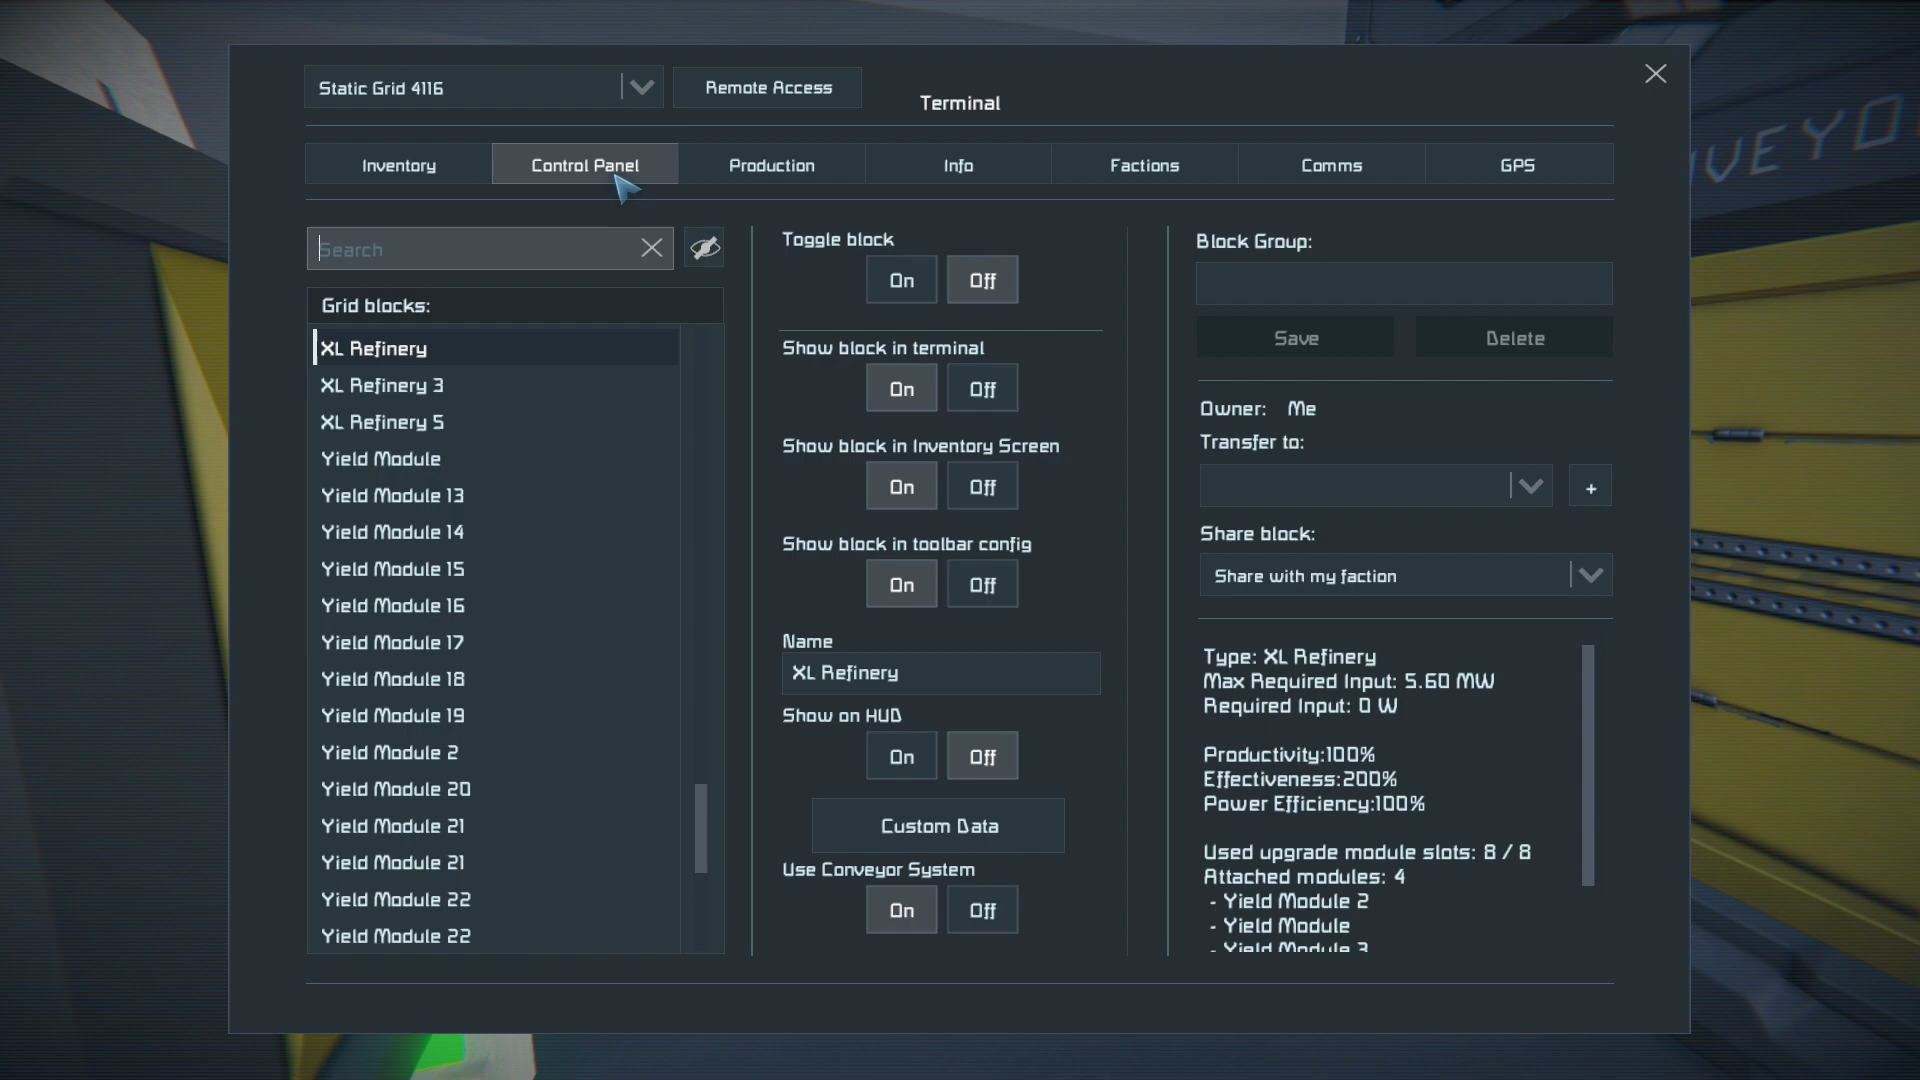 Static Grid 4116
Remote Access
Terminal
Inventory
Control Panel
Production
Info
Factions
Comms
GPS
Search
Grid blocks:
XL Refinery
XL Refinery 3
XL Refinery 5
Yield Module
Yield Module 13
Yield Module 14
Yield Module 15
Yield Module 16
Yield Module 17
Yield Module 18
Yield Module 19
Yield Module 2
Yield Module 20
Yield Module 21
Yield Module 21
Yield Module 22
Yield Module 22
Toggle block
On Off
Show block in terminal
On Off
Show block in Inventory Screen
On Off
Show block in toolbar config
On Off
Name
XL Refinery
Show on HUD
On Off
Custom Data
Use Conveyor System
On Off
Block Group:
Save Delete
Owner: Me
Transfer to:
+
Share block:
Share with my faction
Type: XL Refinery
Max Required Input: 5.60 MW
Required Input: 0 W
Productivity:100%
Effectiveness:200%
Power Efficiency:100%
Used upgrade module slots: 8 / 8
Attached modules: 4
- Yield Module 2
- Yield Module
- Yield Module 3
NVEYO